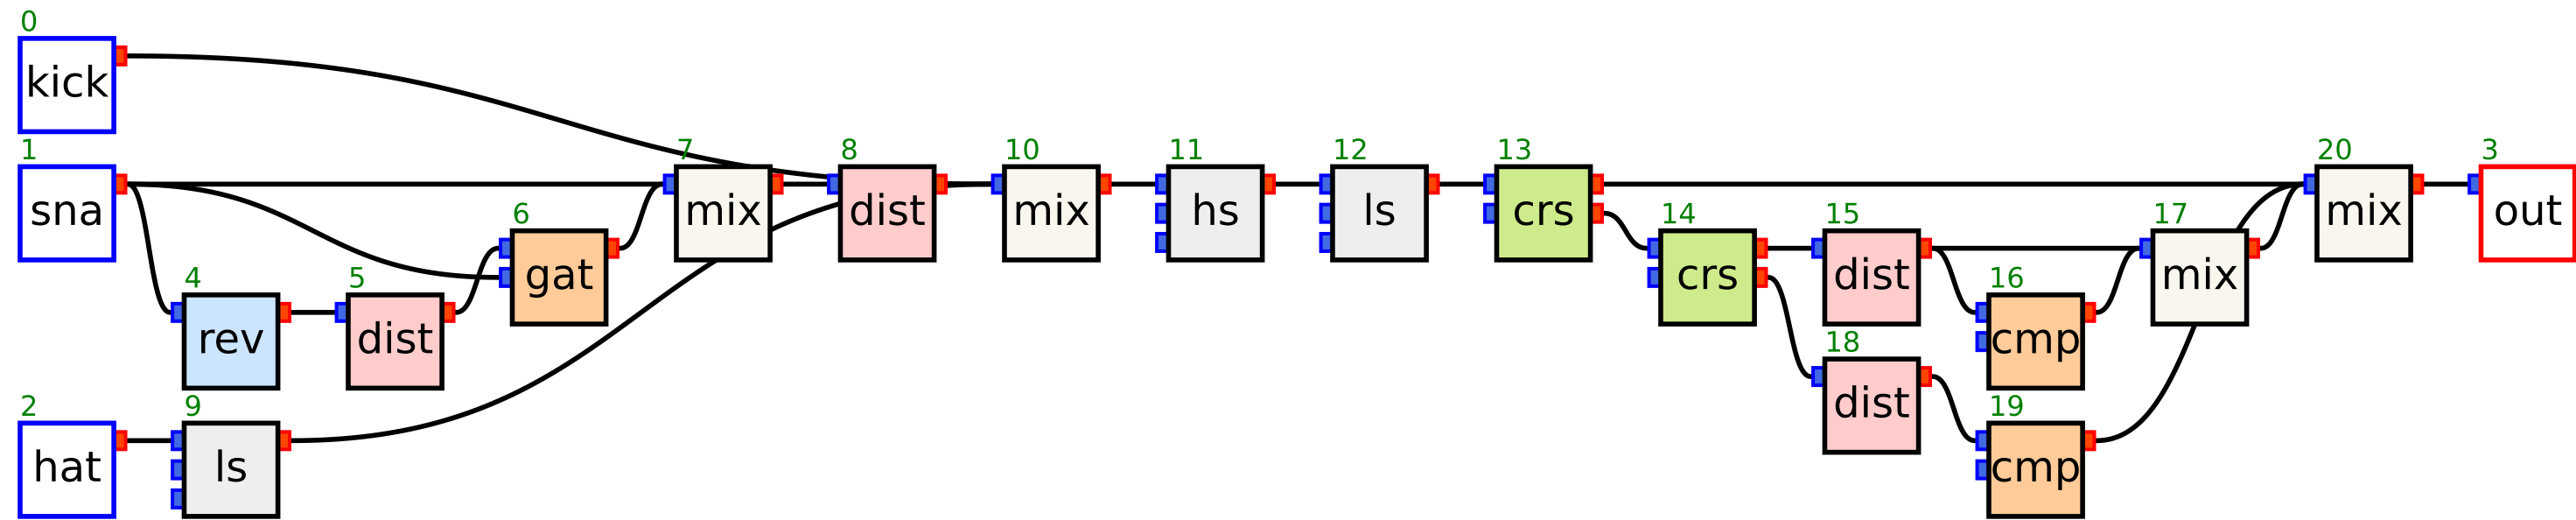 0
kick
1
sna
2
hat
4
rev
5
dist
6
gat
9
ls
7
mix
8
dist
10
mix
11
hs
12
ls
13
crs
14
crs
15
dist
16
cmp
17
mix
18
dist
19
cmp
20
mix
3
out